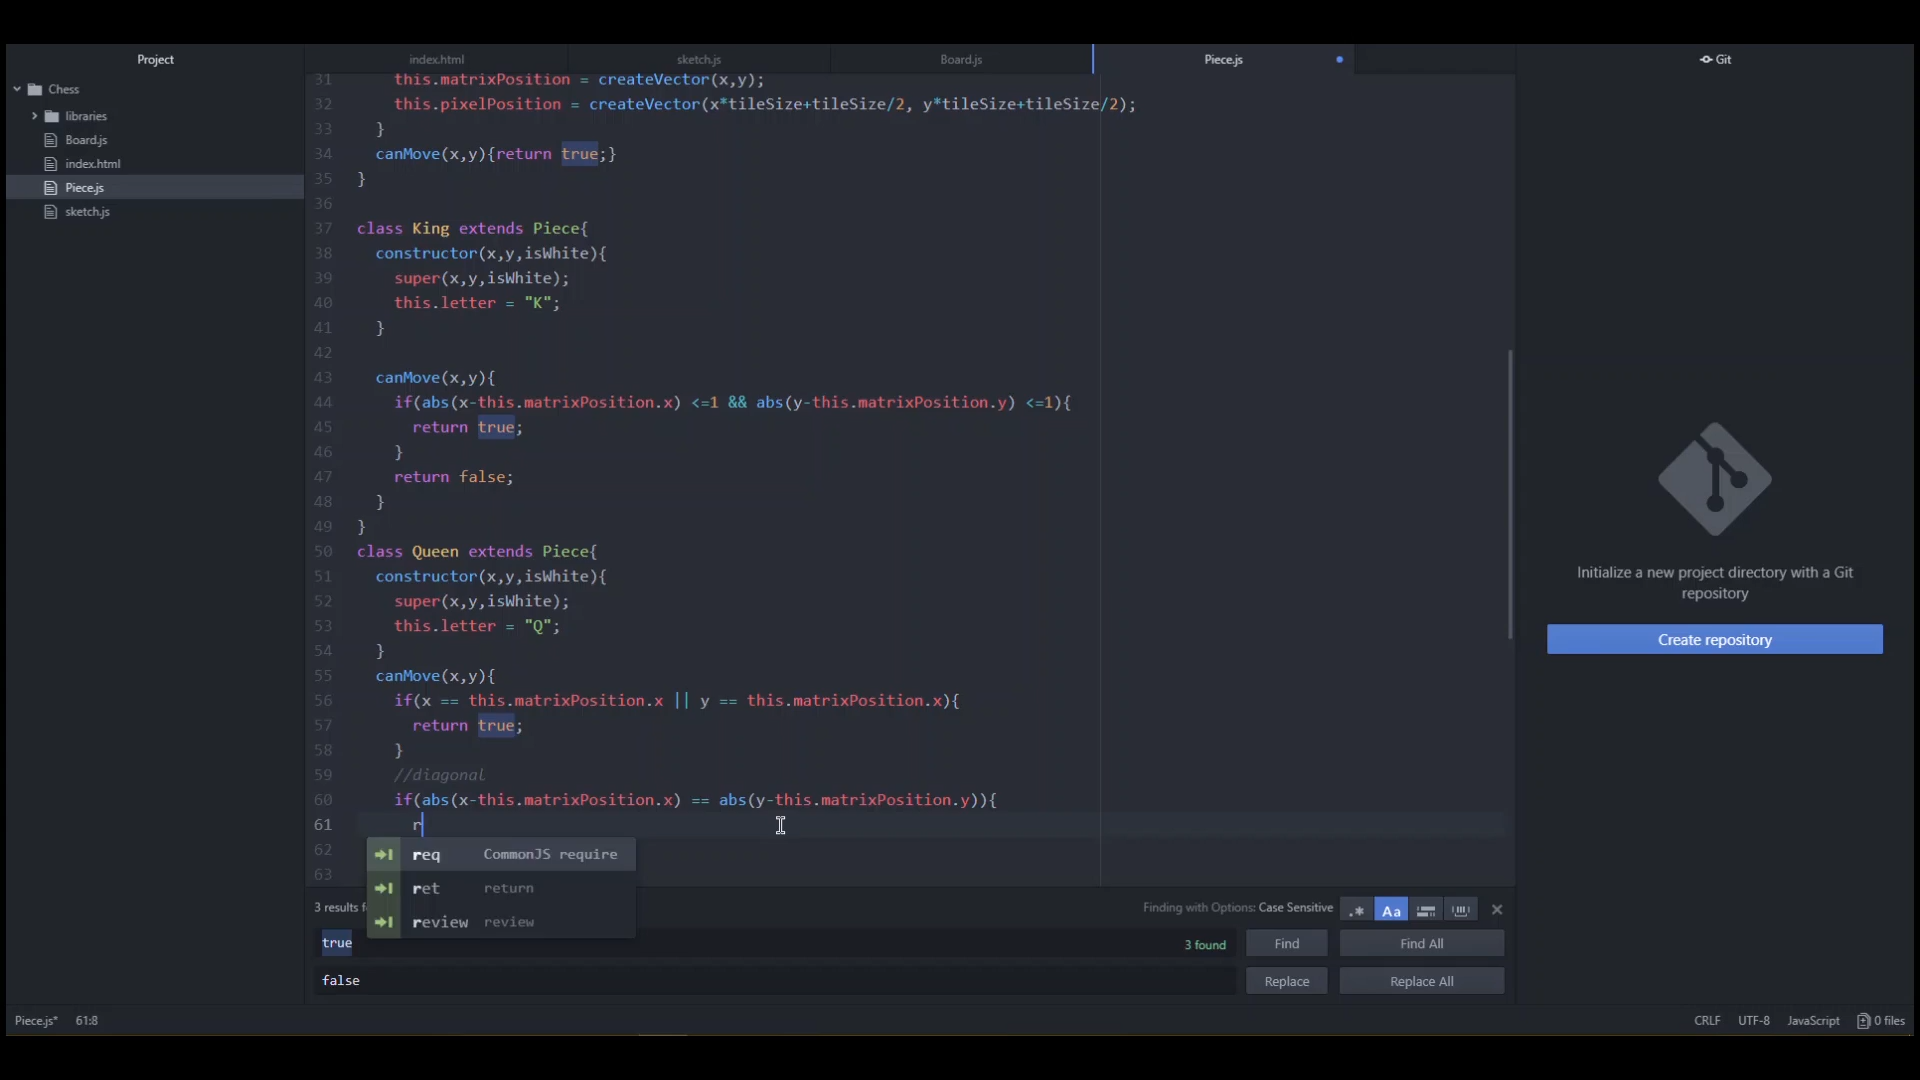 Project
index.html
sketch.js
Board.js
Piece.js
Git
Chess
libraries
Board.js
index.html
Piece.js
sketch.js
31 this.matrixPosition = createVector(x,y);
32 this.pixelPosition = createVector(x*tileSize+tileSize/2, y*tileSize+tileSize/2);
33 }
34 canMove(x,y){return true;}
35 }
36
37 class King extends Piece{
38 constructor(x,y,isWhite){
39 super(x,y,isWhite);
40 this.letter = "K";
41 }
42
43 canMove(x,y){
44 if(abs(x-this.matrixPosition.x) <=1 && abs(y-this.matrixPosition.y) <=1){
45 return true;
46 }
47 return false;
48 }
49 }
50 class Queen extends Piece{
51 constructor(x,y,isWhite){
52 super(x,y,isWhite);
53 this.letter = "Q";
54 }
55 canMove(x,y){
56 if(x == this.matrixPosition.x || y == this.matrixPosition.x){
57 return true;
58 }
59 //diagonal
60 if(abs(x-this.matrixPosition.x) == abs(y-this.matrixPosition.y)){
61 r
62
63
req CommonJS require
ret return
review review
Initialize a new project directory with a Git
repository
Create repository
3 results f
Finding with Options: Case Sensitive
.* Aa
true
3 found
Find
Find All
false
Replace
Replace All
Piece.js* 61:8
CRLF UTF-8 JavaScript 0 files